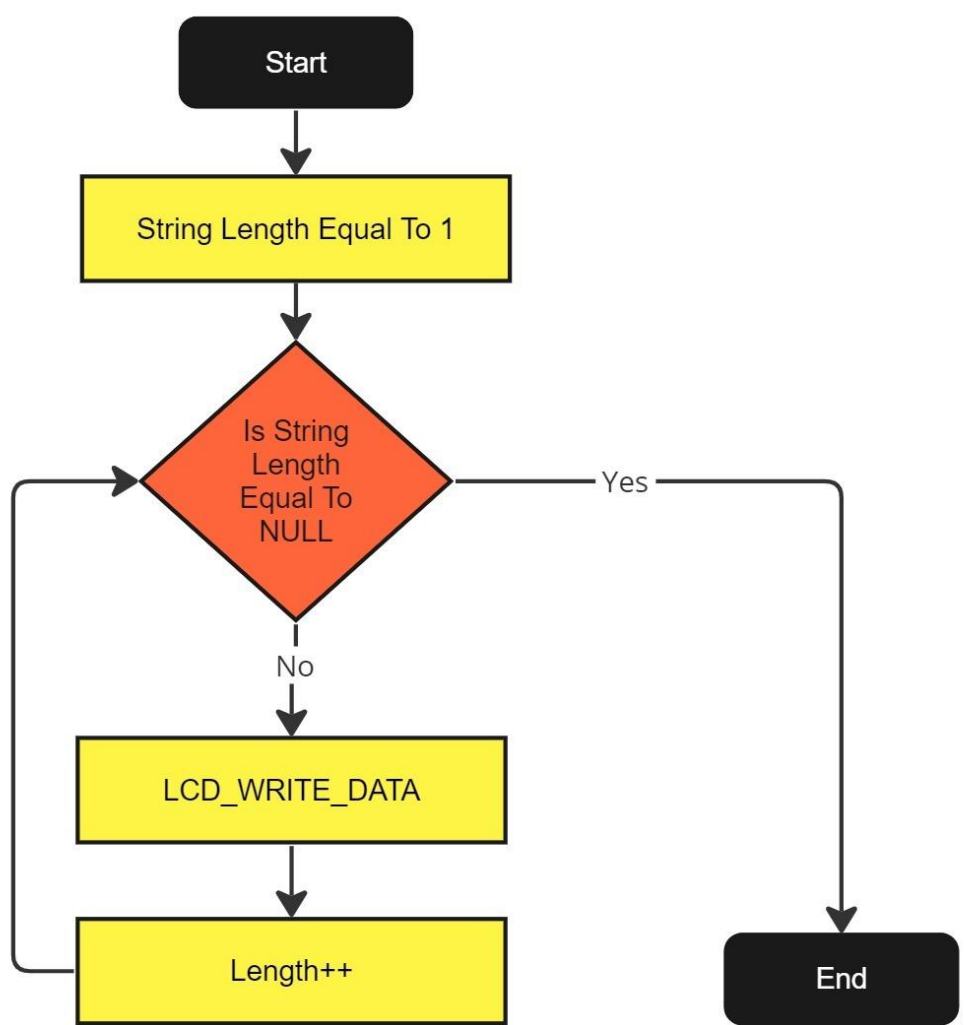 Start
String Length Equal To 1
Is String
Length
Equal To
NULL
Yes
No
LCD_WRITE_DATA
Length++
End